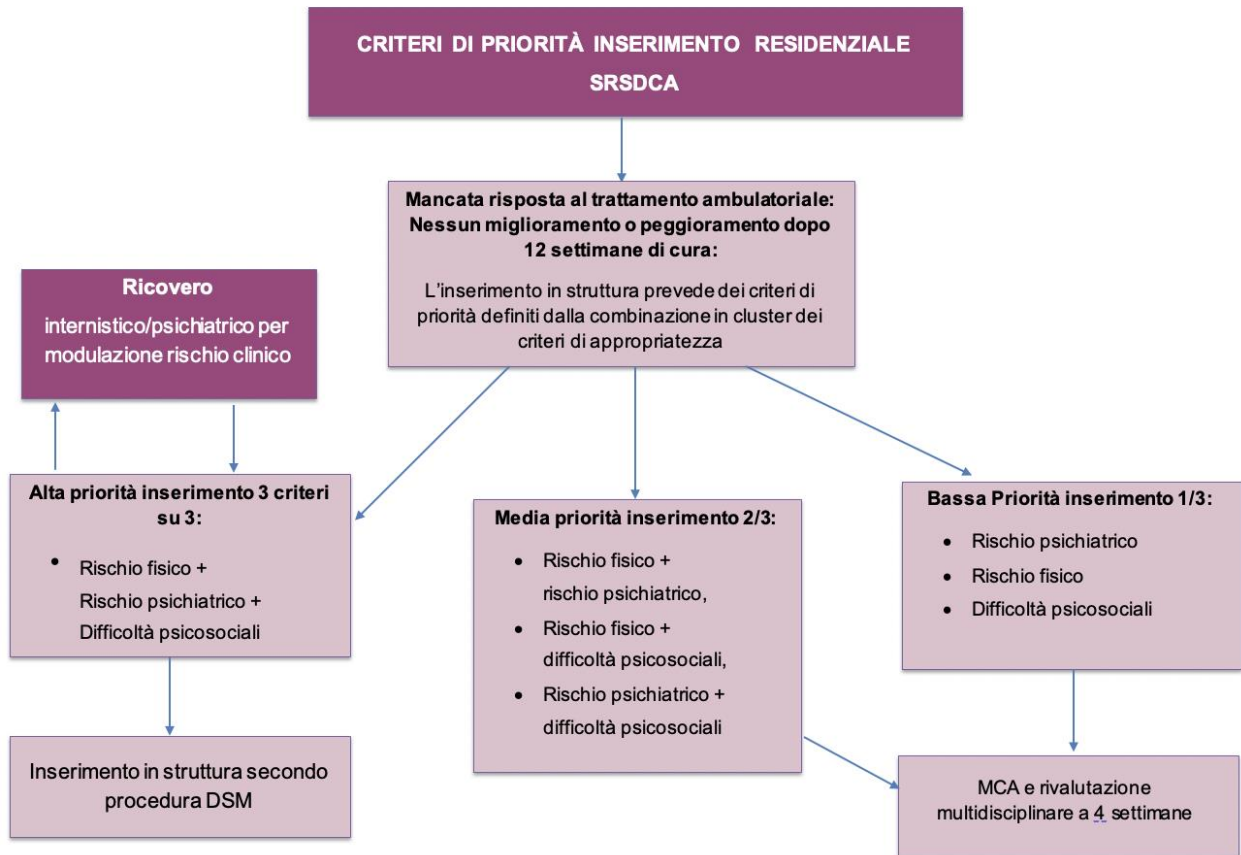 CRITERI DI PRIORITÀ INSERIMENTO RESIDENZIALE
SRSDCA
Mancata risposta al trattamento ambulatoriale:
Nessun miglioramento o peggioramento dopo
12 settimane di cura:
L'inserimento in struttura prevede dei criteri di
priorità definiti dalla combinazione in cluster dei
criteri di appropriatezza
Ricovero
internistico/psichiatrico per
modulazione rischio clinico
Alta priorità inserimento 3 criteri
su 3:
• Rischio fisico +
Rischio psichiatrico +
Difficoltà psicosociali
Media priorità inserimento 2/3:
• Rischio fisico +
rischio psichiatrico,
• Rischio fisico +
difficoltà psicosociali,
• Rischio psichiatrico +
difficoltà psicosociali
Bassa Priorità inserimento 1/3:
• Rischio psichiatrico
• Rischio fisico
• Difficoltà psicosociali
Inserimento in struttura secondo
procedura DSM
MCA e rivalutazione
multidisciplinare a 4 settimane